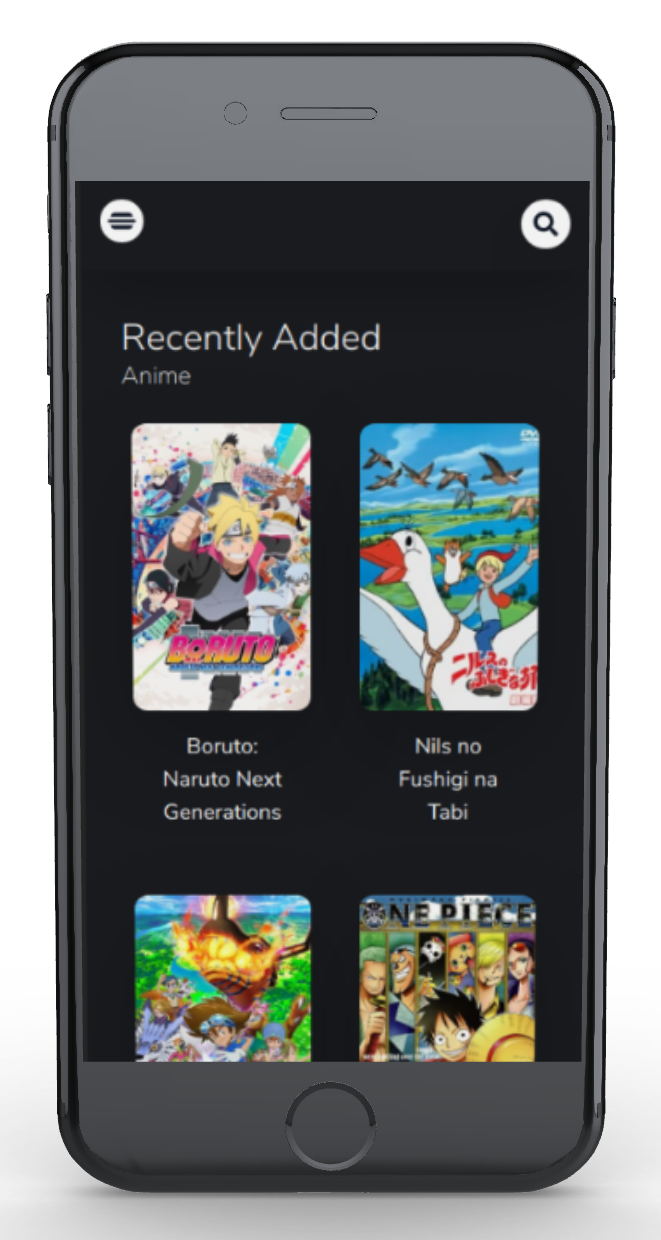 Recently Added
Anime
DVD
BORUTO
ニルスの
ふしぎな旅
Boruto:
Naruto Next
Generations
Nils no
Fushigi na
Tabi
ONE PIECE